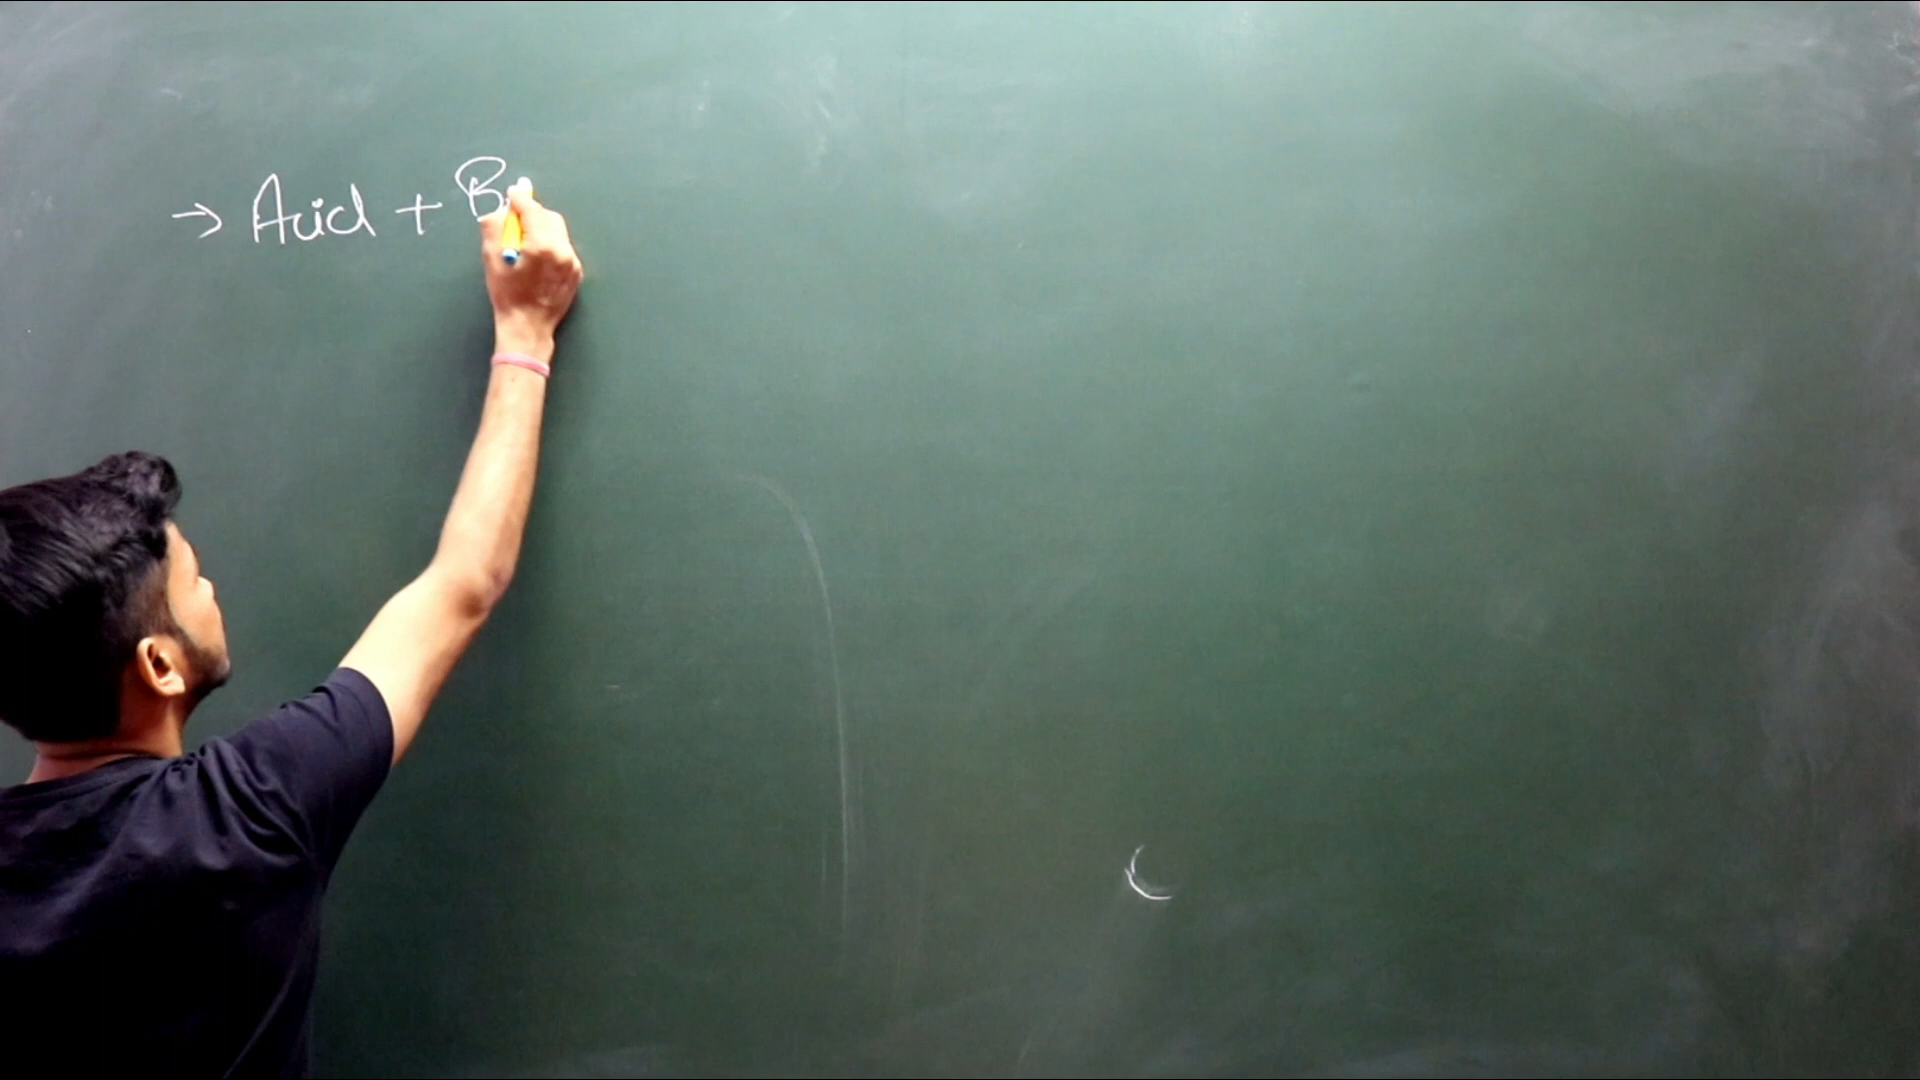 → Acid + B